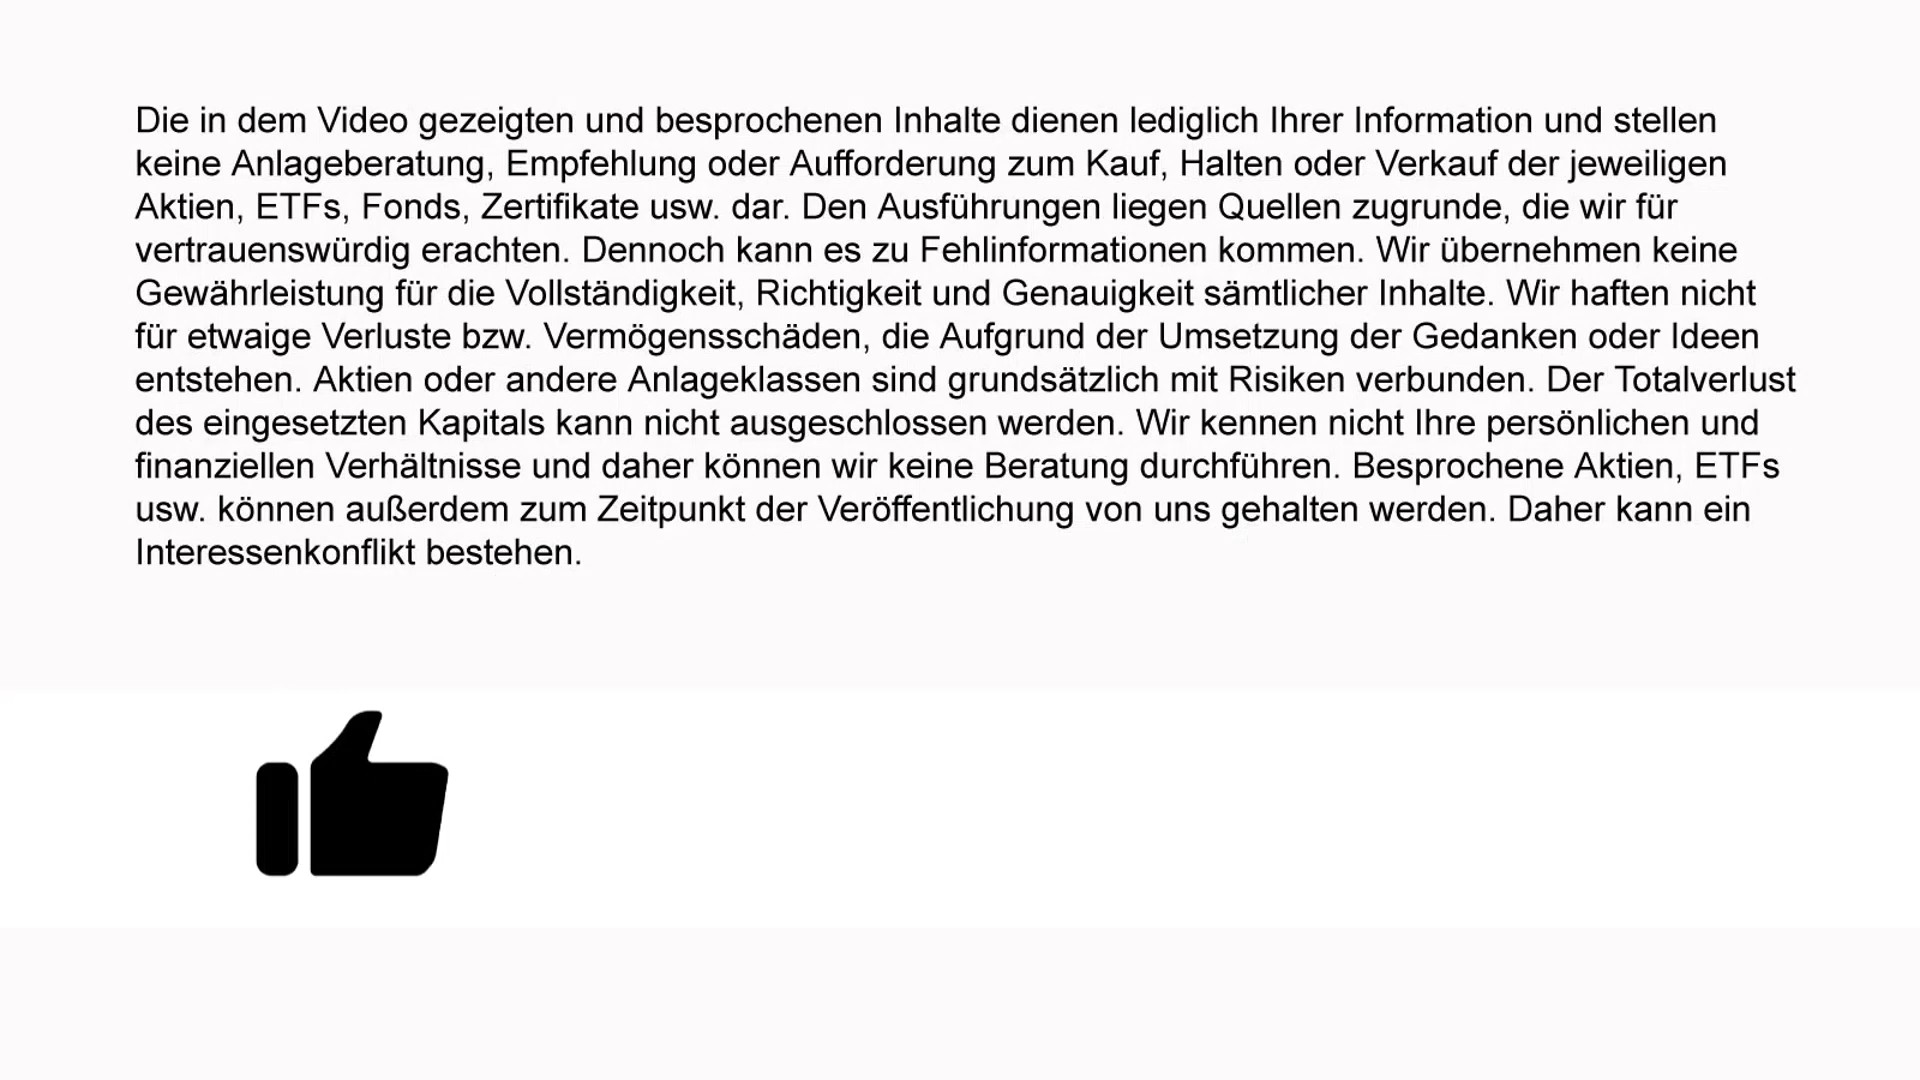 Die in dem Video gezeigten und besprochenen Inhalte dienen lediglich Ihrer Information und stellen
keine Anlageberatung, Empfehlung oder Aufforderung zum Kauf, Halten oder Verkauf der jeweiligen
Aktien, ETFs, Fonds, Zertifikate usw. dar. Den Ausführungen liegen Quellen zugrunde, die wir für
vertrauenswürdig erachten. Dennoch kann es zu Fehlinformationen kommen. Wir übernehmen keine
Gewährleistung für die Vollständigkeit, Richtigkeit und Genauigkeit sämtlicher Inhalte. Wir haften nicht
für etwaige Verluste bzw. Vermögensschäden, die Aufgrund der Umsetzung der Gedanken oder Ideen
entstehen. Aktien oder andere Anlageklassen sind grundsätzlich mit Risiken verbunden. Der Totalverlust
des eingesetzten Kapitals kann nicht ausgeschlossen werden. Wir kennen nicht Ihre persönlichen und
finanziellen Verhältnisse und daher können wir keine Beratung durchführen. Besprochene Aktien, ETFs
usw. können außerdem zum Zeitpunkt der Veröffentlichung von uns gehalten werden. Daher kann ein
Interessenkonflikt bestehen.